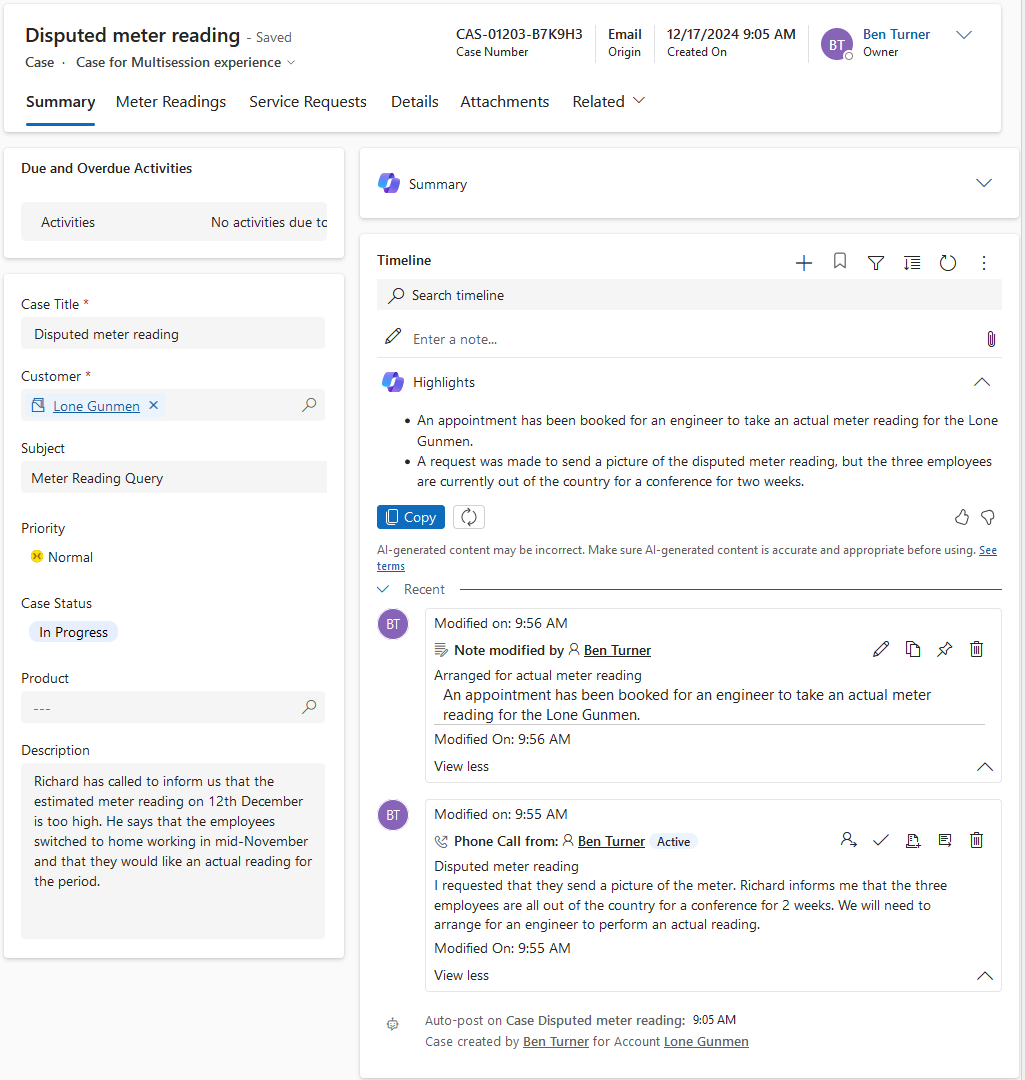 Disputed meter reading - Saved
Case · Case for Multisession experience
CAS-01203-B7K9H3
Case Number
Email
Origin
12/17/2024 9:05 AM
Created On
BT
Ben Turner
Owner
Summary Meter Readings Service Requests Details Attachments Related
Due and Overdue Activities
Activities No activities due to
Case Title *
Disputed meter reading
Customer *
Lone Gunmen
Subject
Meter Reading Query
Priority
Normal
Case Status
In Progress
Product
---
Description
Richard has called to inform us that the
estimated meter reading on 12th December
is too high. He says that the employees
switched to home working in mid-November
and that they would like an actual reading for
the period.
Summary
Timeline
Search timeline
Enter a note...
Highlights
• An appointment has been booked for an engineer to take an actual meter reading for the Lone
Gunmen.
• A request was made to send a picture of the disputed meter reading, but the three employees
are currently out of the country for a conference for two weeks.
Copy
AI-generated content may be incorrect. Make sure AI-generated content is accurate and appropriate before using. See
terms
Recent
BT
Modified on: 9:56 AM
Note modified by Ben Turner
Arranged for actual meter reading
An appointment has been booked for an engineer to take an actual meter
reading for the Lone Gunmen.
Modified On: 9:56 AM
View less
BT
Modified on: 9:55 AM
Phone Call from: Ben Turner Active
Disputed meter reading
I requested that they send a picture of the meter. Richard informs me that the three
employees are all out of the country for a conference for 2 weeks. We will need to
arrange for an engineer to perform an actual reading.
Modified On: 9:55 AM
View less
Auto-post on Case Disputed meter reading: 9:05 AM
Case created by Ben Turner for Account Lone Gunmen